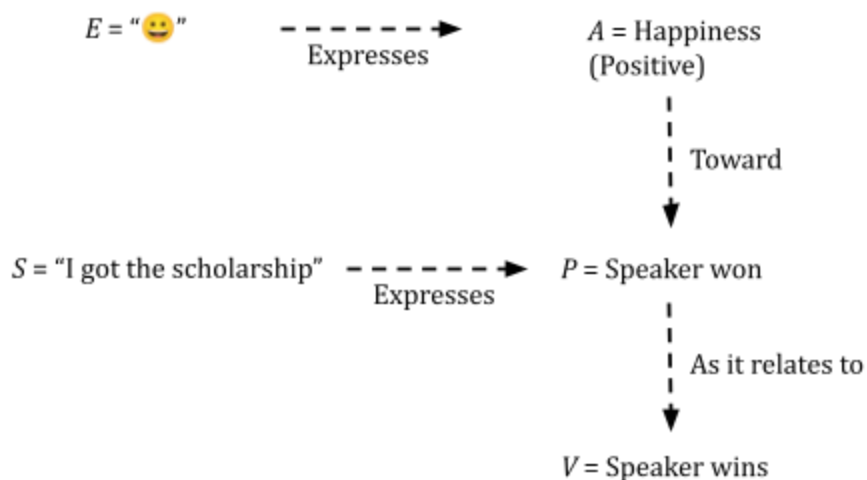 E = “😀”
Expresses
A = Happiness
(Positive)
Toward
S = “I got the scholarship”
Expresses
P = Speaker won
As it relates to
V = Speaker wins